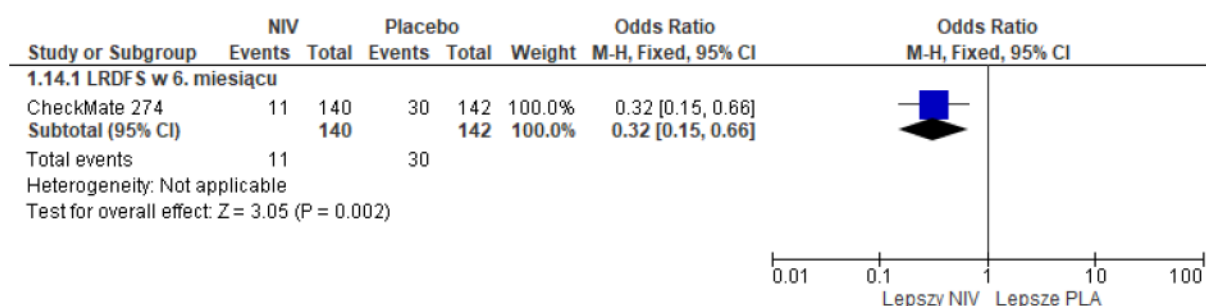 NIV Placebo Odds Ratio Odds Ratio
Study or Subgroup Events Total Events Total Weight M-H, Fixed, 95% CI M-H, Fixed, 95% CI
1.14.1 LRDFS w 6. miesiącu
CheckMate 274 11 140 30 142 100.0% 0.32 [0.15, 0.66]
Subtotal (95% CI) 140 142 100.0% 0.32 [0.15, 0.66]
Total events 11 30
Heterogeneity: Not applicable
Test for overall effect: Z = 3.05 (P = 0.002)
0.01 0.1 1 10 100
Lepszy NIV Lepsze PLA